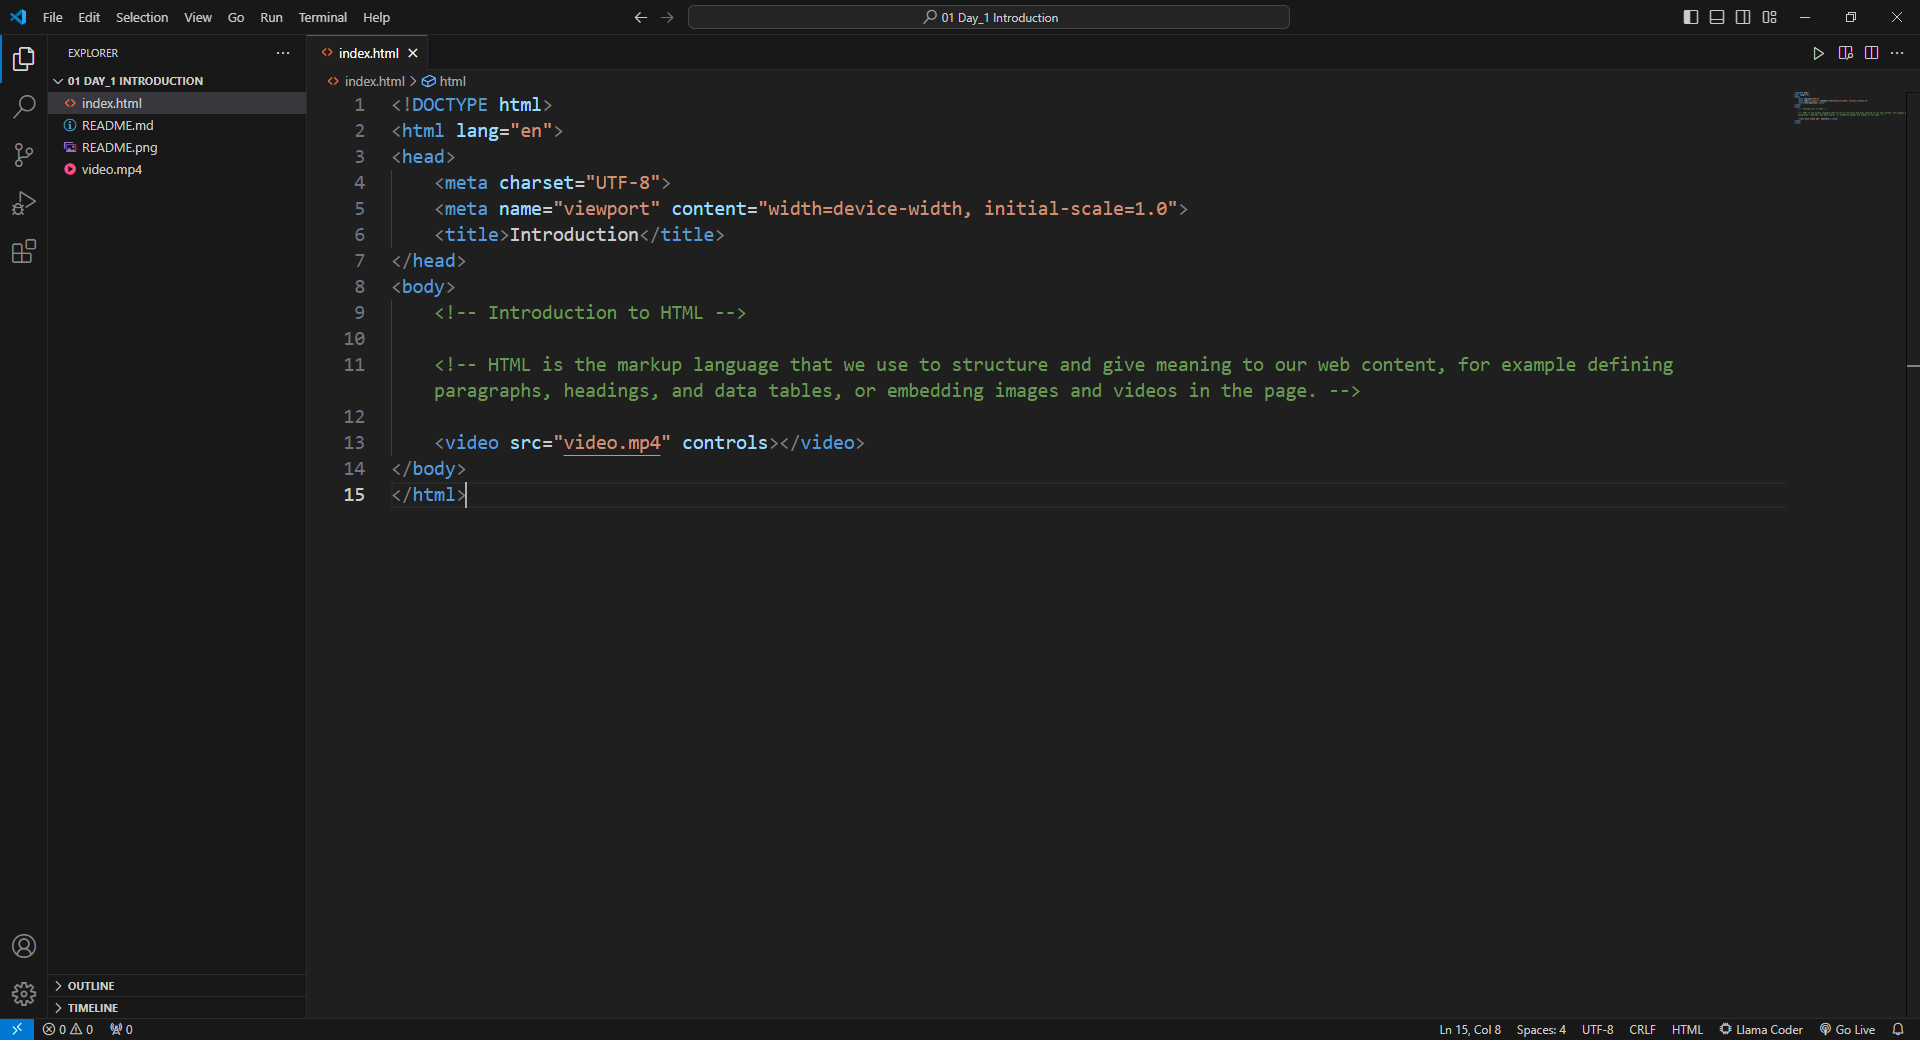 File Edit Selection View Go Run Terminal Help
01 Day_1 Introduction
EXPLORER
01 DAY_1 INTRODUCTION
index.html
README.md
README.png
video.mp4
OUTLINE
TIMELINE
index.html
index.html > html
1 <!DOCTYPE html>
2 <html lang="en">
3 <head>
4     <meta charset="UTF-8">
5     <meta name="viewport" content="width=device-width, initial-scale=1.0">
6     <title>Introduction</title>
7 </head>
8 <body>
9     <!-- Introduction to HTML -->
10
11     <!-- HTML is the markup language that we use to structure and give meaning to our web content, for example defining
    paragraphs, headings, and data tables, or embedding images and videos in the page. -->
12
13     <video src="video.mp4" controls></video>
14 </body>
15 </html>
0 0 0
Ln 15, Col 8 Spaces: 4 UTF-8 CRLF HTML Llama Coder Go Live